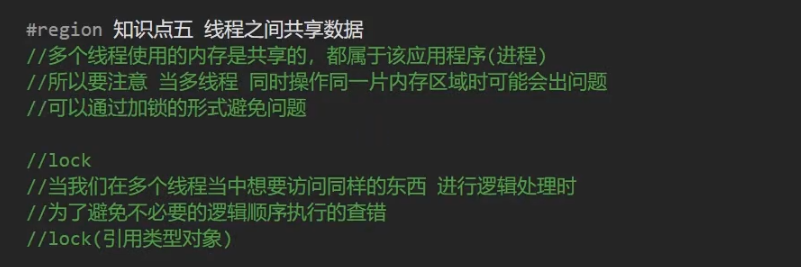 #region 知识点五 线程之间共享数据
//多个线程使用的内存是共享的，都属于该应用程序(进程)
//所以要注意 当多线程 同时操作同一片内存区域时可能会出问题
//可以通过加锁的形式避免问题
//lock
//当我们在多个线程当中想要访问同样的东西 进行逻辑处理时
//为了避免不必要的逻辑顺序执行的查错
//lock(引用类型对象)